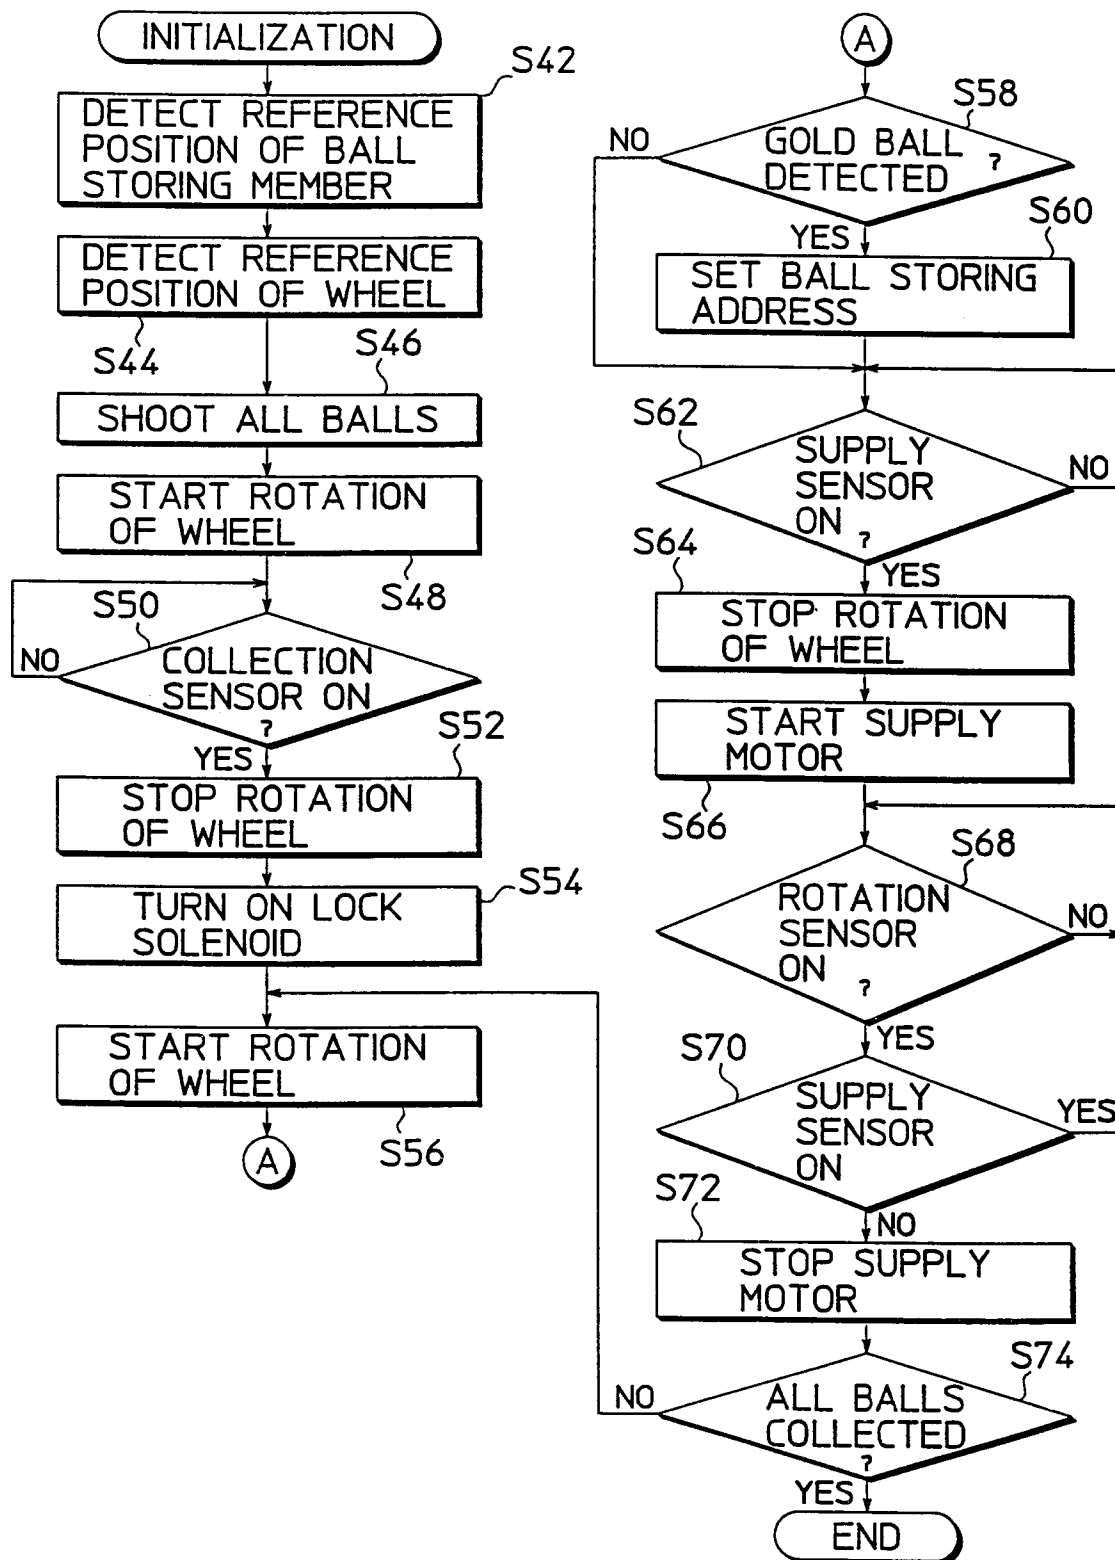 INITIALIZATION
S42
DETECT REFERENCE
POSITION OF BALL
STORING MEMBER
DETECT REFERENCE
POSITION OF WHEEL
S44
S46
SHOOT ALL BALLS
START ROTATION
OF WHEEL
S48
S50
NO
COLLECTION
SENSOR ON
?
YES
S52
STOP ROTATION
OF WHEEL
S54
TURN ON LOCK
SOLENOID
START ROTATION
OF WHEEL
S56
A
A
S58
NO
GOLD BALL
DETECTED ?
YES
S60
SET BALL STORING
ADDRESS
S62
SUPPLY
SENSOR
ON
?
NO
YES
S64
STOP ROTATION
OF WHEEL
START SUPPLY
MOTOR
S66
S68
ROTATION
SENSOR
ON
?
NO
YES
S70
SUPPLY
SENSOR
ON
YES
NO
S72
STOP SUPPLY
MOTOR
S74
NO
ALL BALLS
COLLECTED
?
YES
END